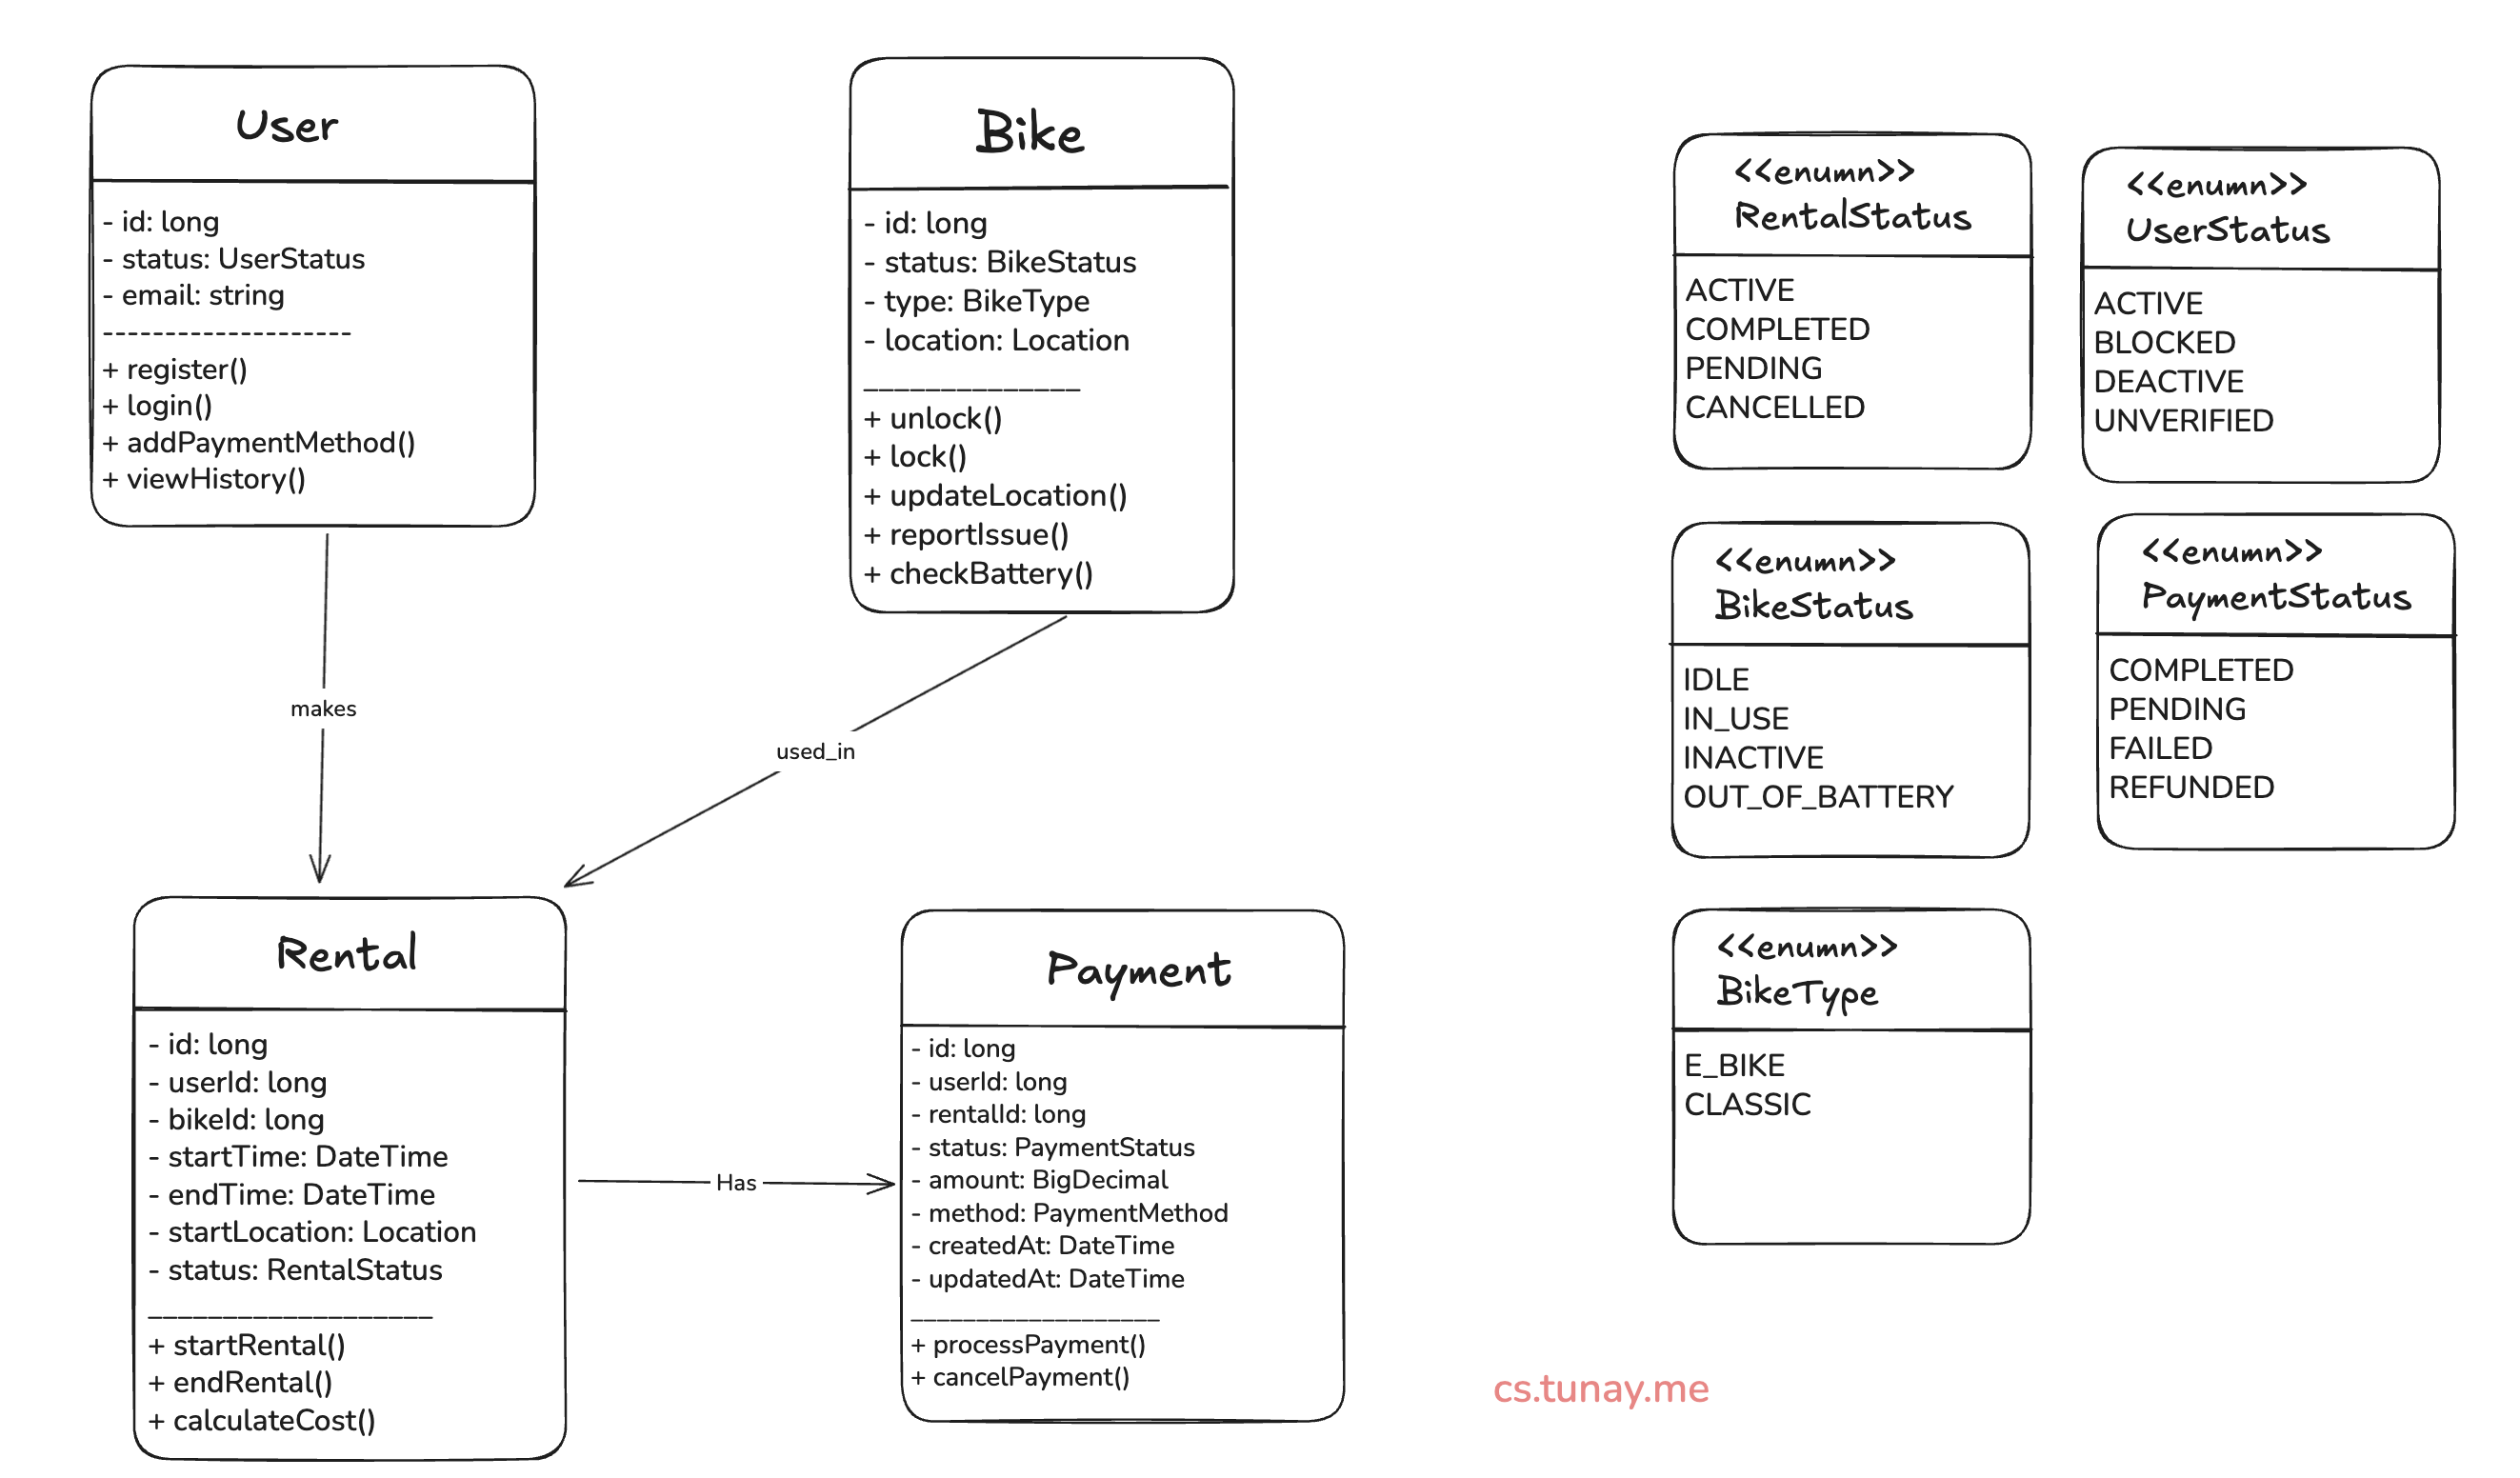 User
- id: long
- status: UserStatus
- email: string
--------------------
+ register()
+ login()
+ addPaymentMethod()
+ viewHistory()
Bike
- id: long
- status: BikeStatus
- type: BikeType
- location: Location
______________
+ unlock()
+ lock()
+ updateLocation()
+ reportIssue()
+ checkBattery()
<<enumn>>
RentalStatus
ACTIVE
COMPLETED
PENDING
CANCELLED
<<enumn>>
UserStatus
ACTIVE
BLOCKED
DEACTIVE
UNVERIFIED
<<enumn>>
BikeStatus
IDLE
IN_USE
INACTIVE
OUT_OF_BATTERY
<<enumn>>
PaymentStatus
COMPLETED
PENDING
FAILED
REFUNDED
makes
used_in
Rental
- id: long
- userId: long
- bikeId: long
- startTime: DateTime
- endTime: DateTime
- startLocation: Location
- status: RentalStatus
___________________
+ startRental()
+ endRental()
+ calculateCost()
Has
Payment
- id: long
- userId: long
- rentalId: long
- status: PaymentStatus
- amount: BigDecimal
- method: PaymentMethod
- createdAt: DateTime
- updatedAt: DateTime
___________________
+ processPayment()
+ cancelPayment()
<<enumn>>
BikeType
E_BIKE
CLASSIC
cs.tunay.me